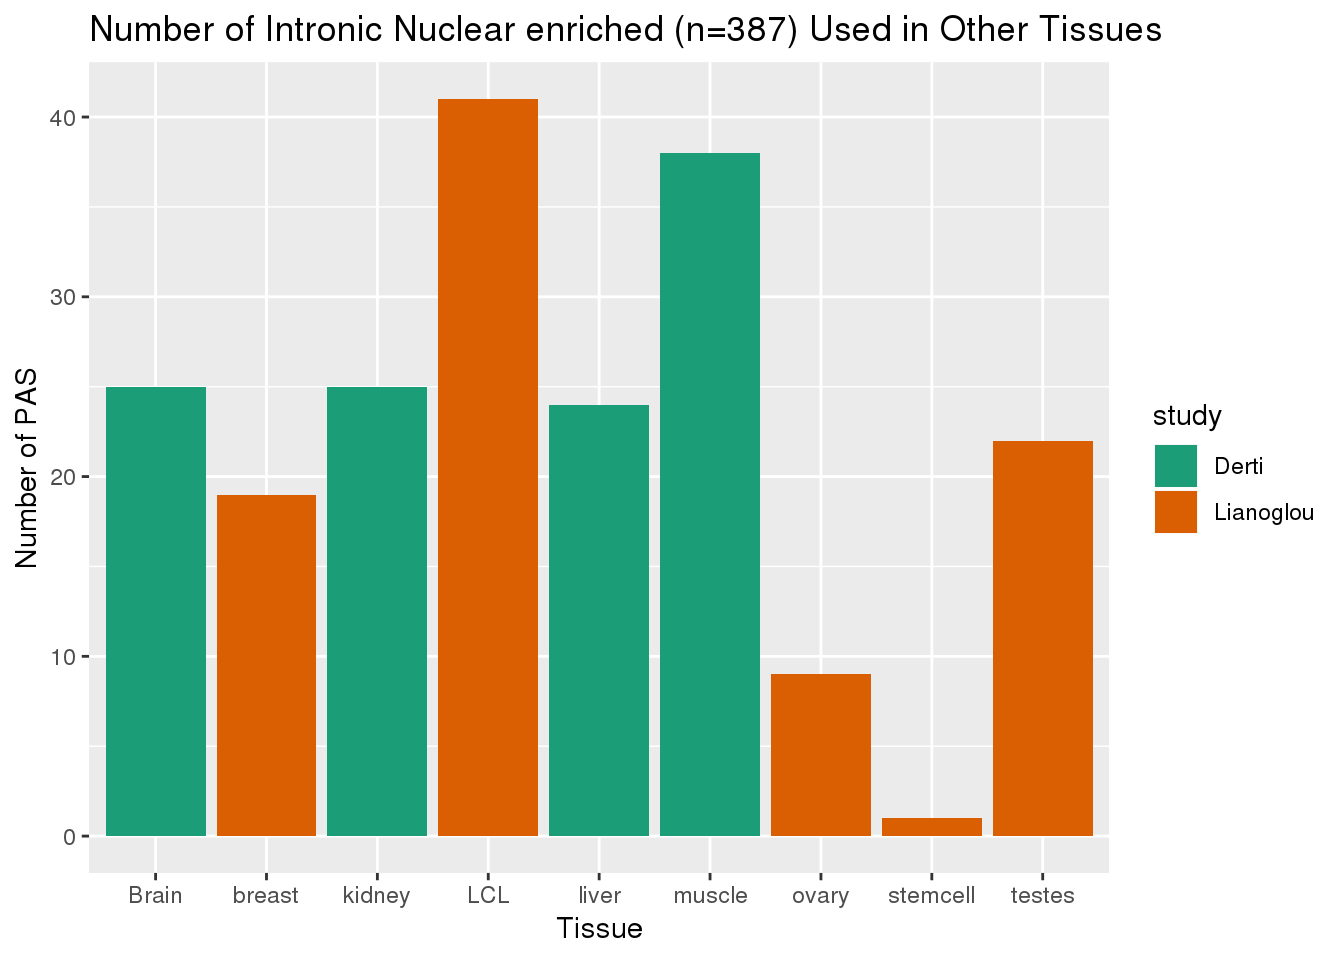 Number of Intronic Nuclear enriched (n=387) Used in Other Tissues
Number of PAS
40
30
20
10
0
Brain breast kidney LCL liver muscle ovary stemcell testes
Tissue
study
Derti
Lianoglou